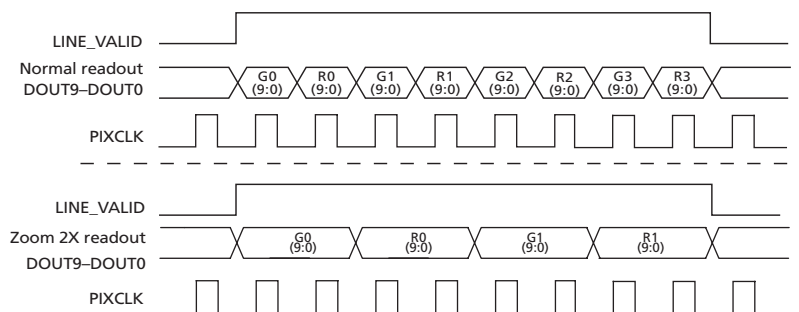 LINE_VALID
Normal readout
DOUT9–DOUT0
G0 R0 G1 R1 G2 R2 G3 R3
(9:0) (9:0) (9:0) (9:0) (9:0) (9:0) (9:0) (9:0)
PIXCLK
LINE_VALID
Zoom 2X readout
DOUT9–DOUT0
G0 R0 G1 R1
(9:0) (9:0) (9:0) (9:0)
PIXCLK